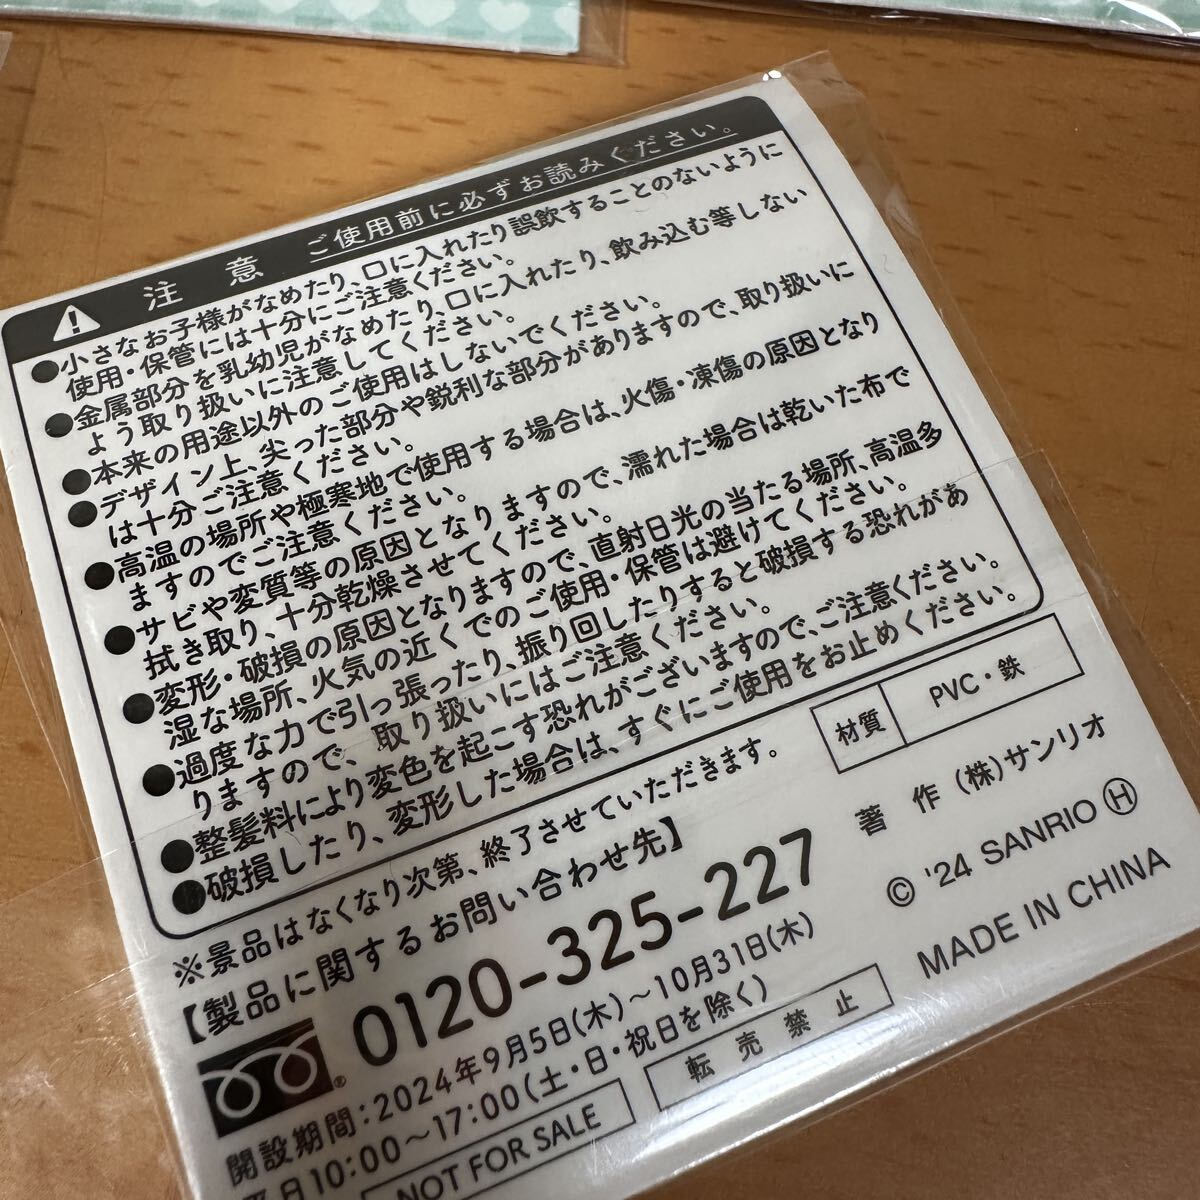 注意 ご使用前に必ずお読みください。
●小さなお子様がなめたり、口に入れたり誤飲することのないように
使用・保管には十分にご注意ください。
●金属部分を乳幼児がなめたり、口に入れたり、飲み込む等しない
よう取り扱いに注意してください。
●本来の用途以外のご使用はしないでください。
●デザイン上、尖った部分や鋭利な部分がありますので、取り扱いに
は十分ご注意ください。
●高温の場所や極寒地で使用する場合は、火傷・凍傷の原因となり
ますのでご注意ください。
●サビや変質等の原因となりますので、濡れた場合は乾いた布で
拭き取り、十分乾燥させてください。
●変形・破損の原因となりますので、直射日光の当たる場所、高温多
湿な場所、火気の近くでのご使用・保管は避けてください。
●過度な力で引っ張ったり、振り回したりすると破損する恐れがあ
りますので、取り扱いにはご注意ください。
●整髪料により変色を起こす恐れがございますので、ご注意ください。
●破損したり、変形した場合は、すぐにご使用をお止めください。
※景品はなくなり次第、終了させていただきます。
【製品に関するお問い合わせ先】
0120-325-227
開設期間:2024年9月5日(木)~10月31日(木)
平日10:00~17:00(土・日・祝日を除く)
NOT FOR SALE
転売禁止
材質 PVC・鉄
著作 (株)サンリオ
© '24 SANRIO Ⓗ
MADE IN CHINA